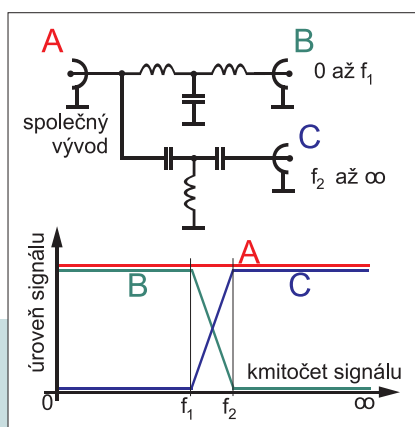 A
B
0 až f1
společný
vývod
C
f2 až ∞
úroveň signálu
A
B
C
kmitočet signálu
0
f1
f2
∞